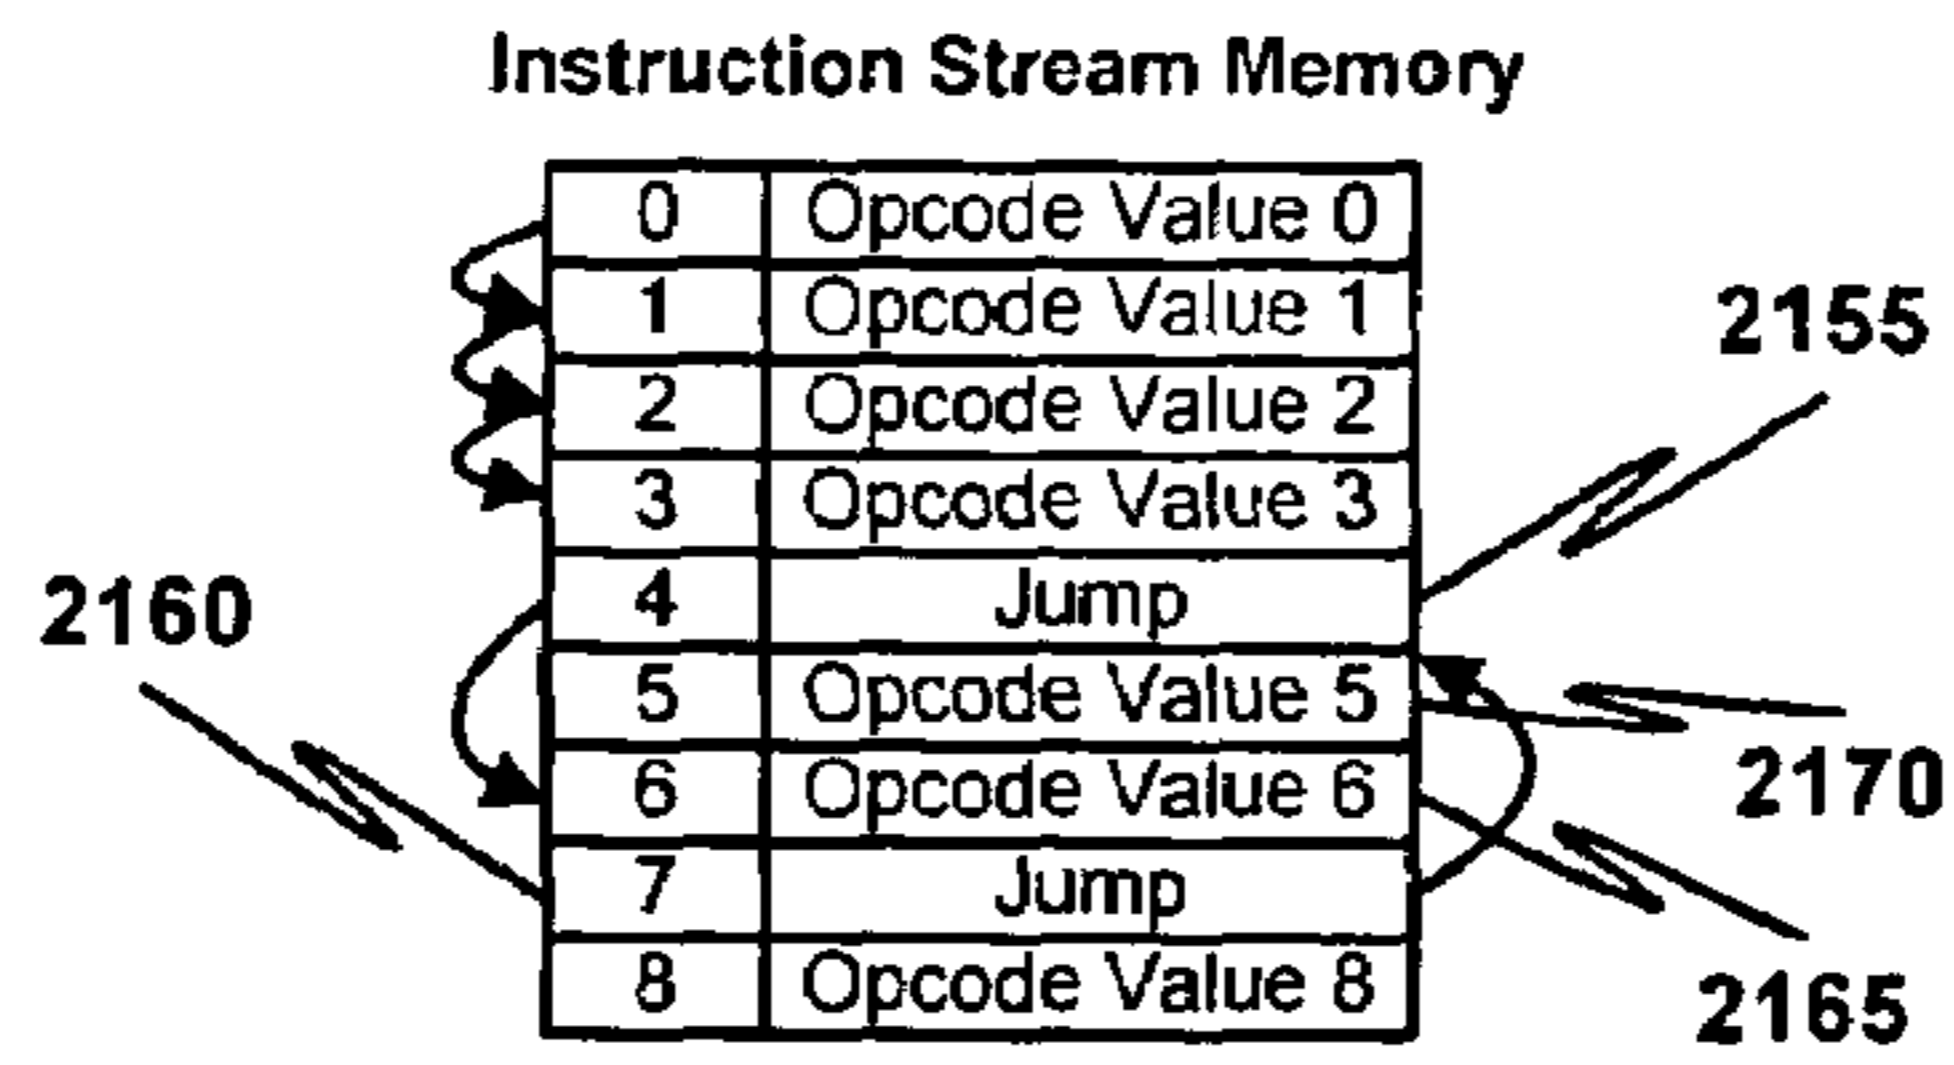 Instruction Stream Memory
0 Opcode Value 0
1 Opcode Value 1
2155
2 Opcode Value 2
3 Opcode Value 3
2160
4 Jump
5 Opcode Value 5
2170
6 Opcode Value 6
7 Jump
8 Opcode Value 8
2165